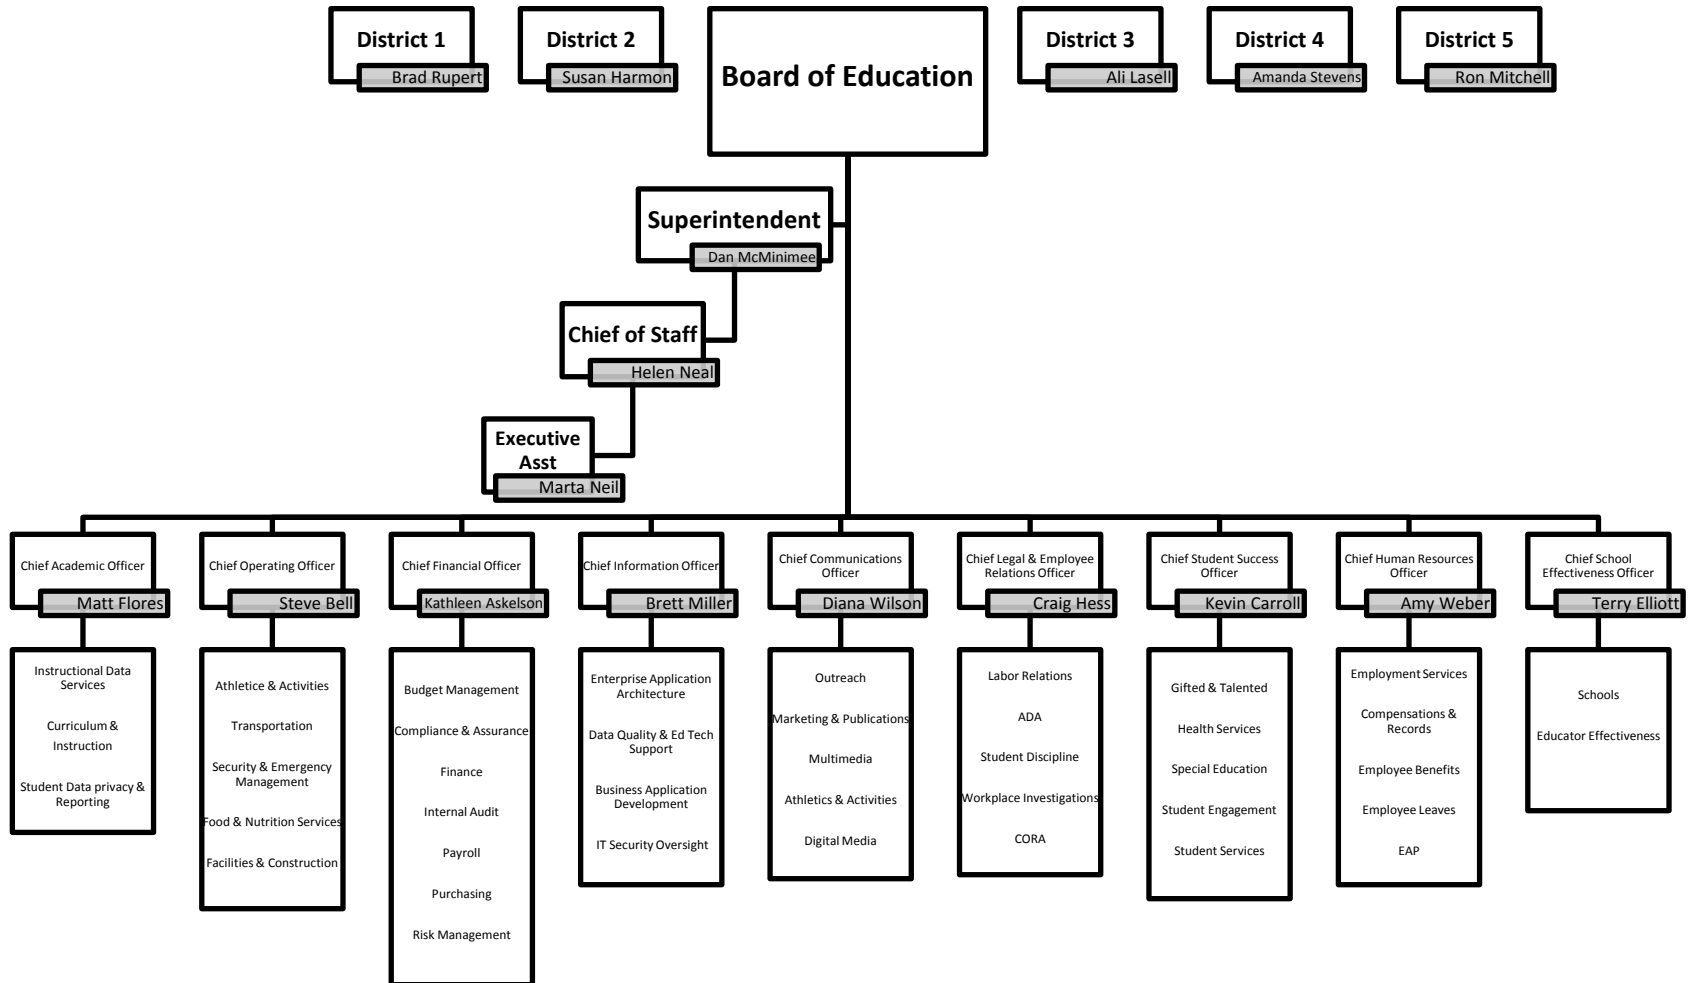 District 1
Brad Rupert
District 2
Susan Harmon
Board of Education
District 3
Ali Lasell
District 4
Amanda Stevens
District 5
Ron Mitchell
Superintendent
Dan McMinimee
Chief of Staff
Helen Neal
Executive
Asst
Marta Neil
Chief Academic Officer
Matt Flores
Instructional Data
Services
Curriculum &
Instruction
Student Data privacy &
Reporting
Chief Operating Officer
Steve Bell
Athletice & Activities
Transportation
Security & Emergency
Management
Food & Nutrition Services
Facilities & Construction
Chief Financial Officer
Kathleen Askelson
Budget Management
Compliance & Assurance
Finance
Internal Audit
Payroll
Purchasing
Risk Management
Chief Information Officer
Brett Miller
Enterprise Application
Architecture
Data Quality & Ed Tech
Support
Business Application
Development
IT Security Oversight
Chief Communications
Officer
Diana Wilson
Outreach
Marketing & Publications
Multimedia
Athletics & Activities
Digital Media
Chief Legal & Employee
Relations Officer
Craig Hess
Labor Relations
ADA
Student Discipline
Workplace Investigations
CORA
Chief Student Success
Officer
Kevin Carroll
Gifted & Talented
Health Services
Special Education
Student Engagement
Student Services
Chief Human Resources
Officer
Amy Weber
Employment Services
Compensations &
Records
Employee Benefits
Employee Leaves
EAP
Chief School
Effectiveness Officer
Terry Elliott
Schools
Educator Effectiveness